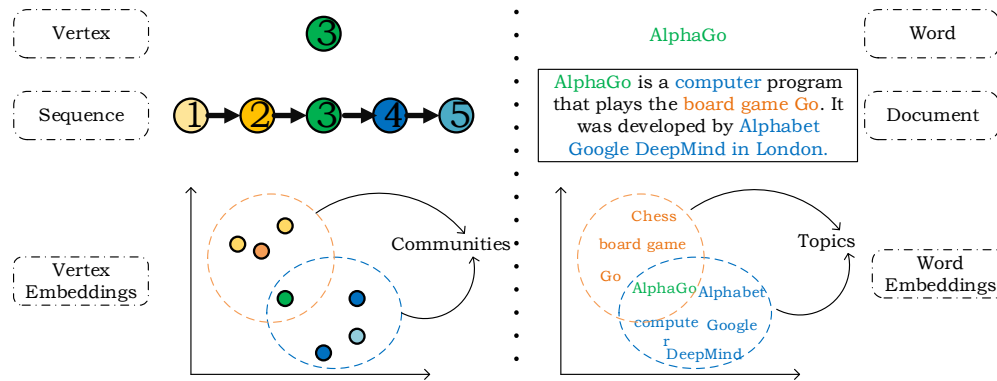 Vertex
3
AlphaGo
Word
Sequence
1 2 3 4 5
AlphaGo is a computer program
that plays the board game Go. It
was developed by Alphabet
Google DeepMind in London.
Document
Vertex
Embeddings
Communities
Chess
board game
Go
AlphaGo
Alphabet
compute
r
Google
DeepMind
Topics
Word
Embeddings